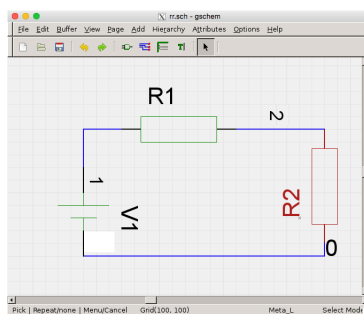 rr.sch - gschem
File Edit Buffer View Page Add Hierarchy Attributes Options Help
R1
2
1
V1
R2
0
Pick | Repeat/none | Menu/Cancel Grid(100, 100) Meta_L Select Mode